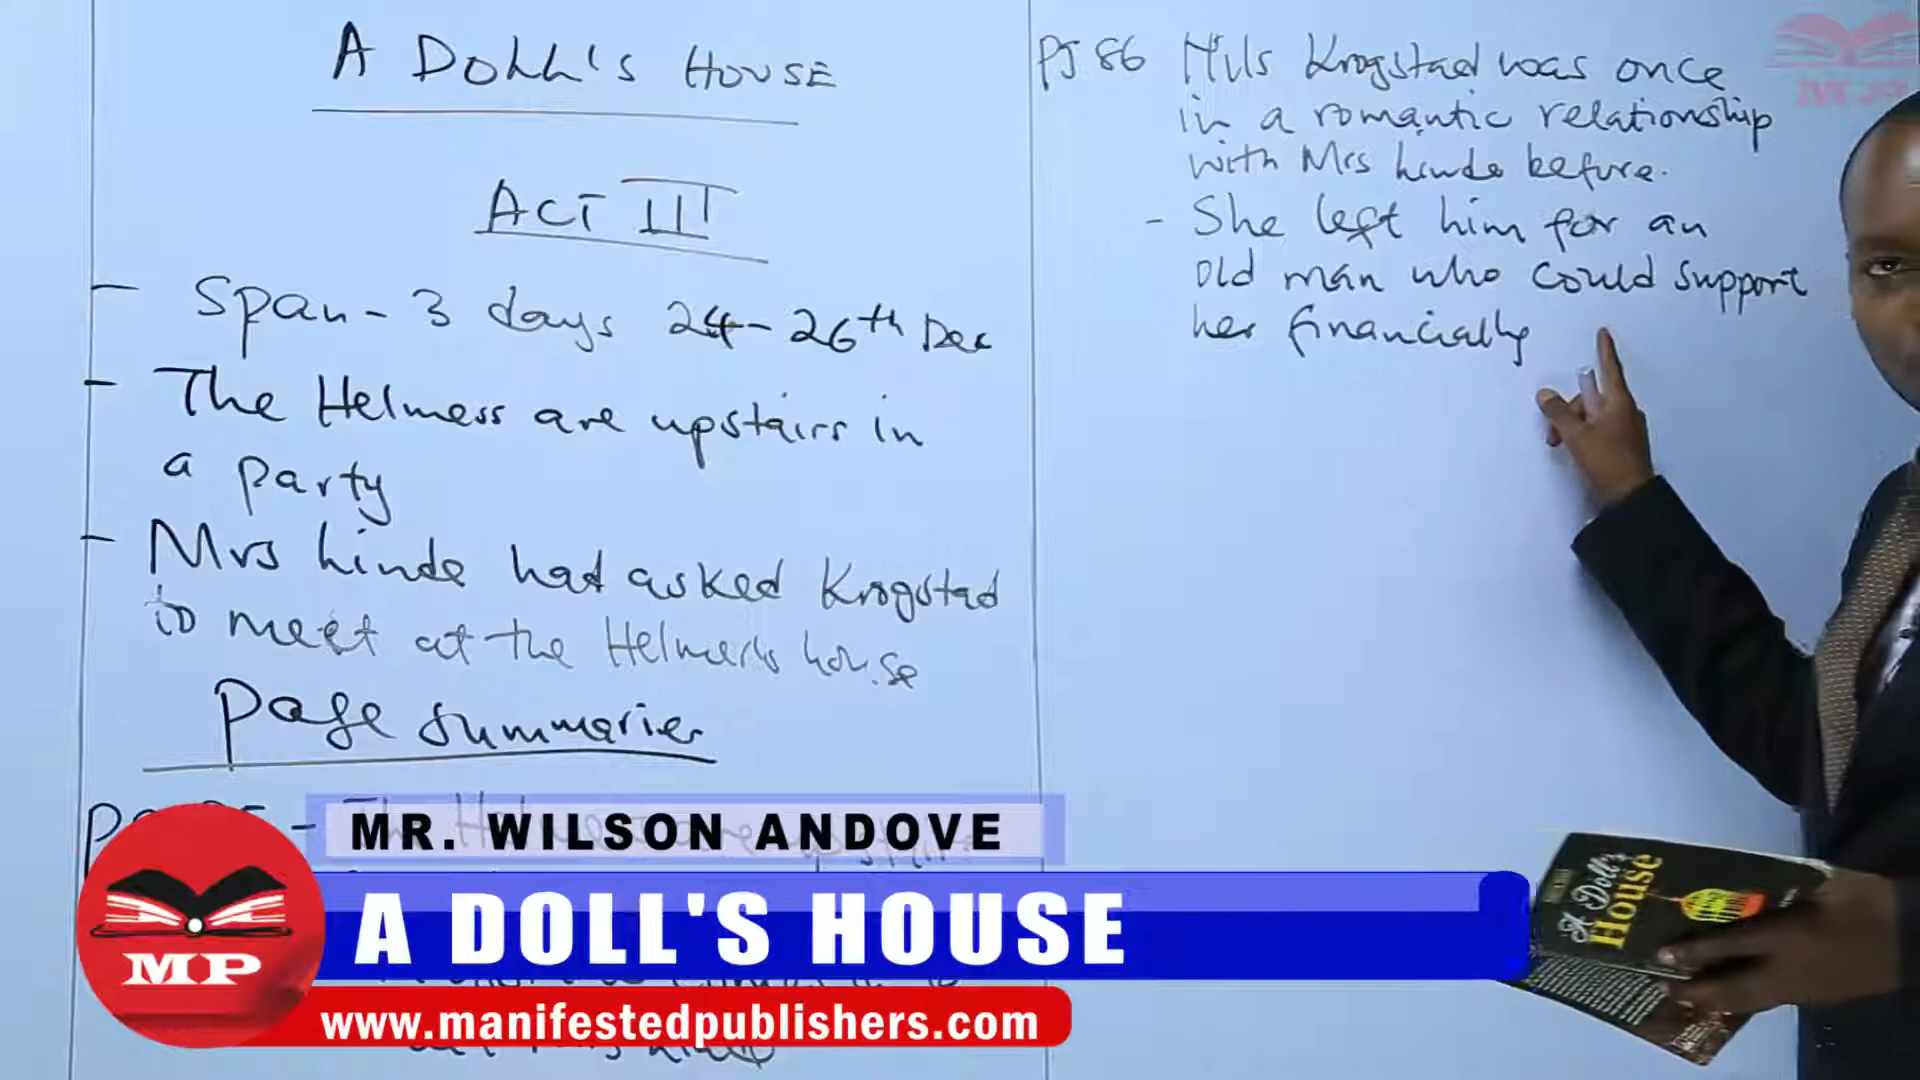 A DOLL'S HOUSE
ACT III
- Span - 3 days 24 - 26th Dec
- The Helmess are upstairs in
a party
- Mrs Linde had asked Krogstad
to meet at the Helmer's house
Page summaries
Pg 86 Nils Krogstad was once
in a romantic relationship
with Mrs Linde before.
- She left him for an
old man who could support
her financially
MR. WILSON ANDOVE
A DOLL'S HOUSE
MP
www.manifestedpublishers.com
A Doll's
House